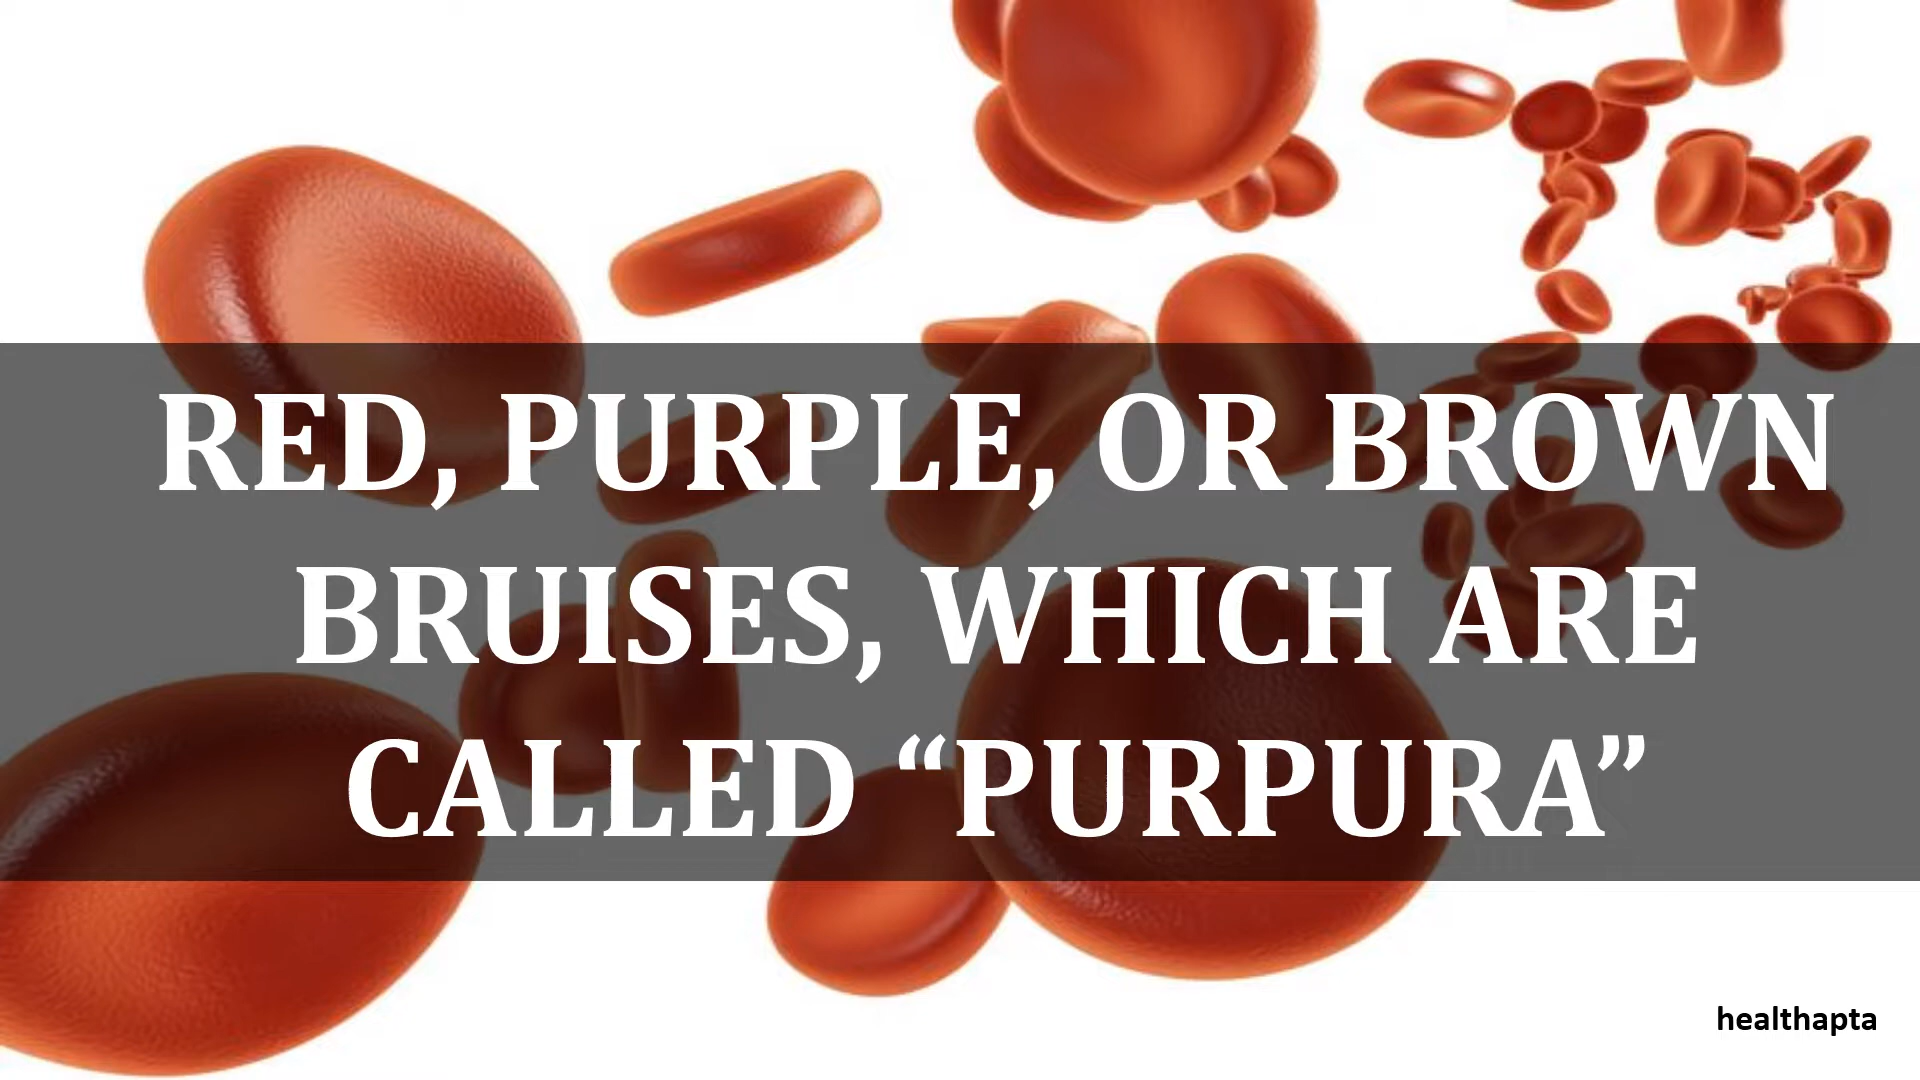 RED, PURPLE, OR BROWN
BRUISES, WHICH ARE
CALLED “PURPURA”
healthapta